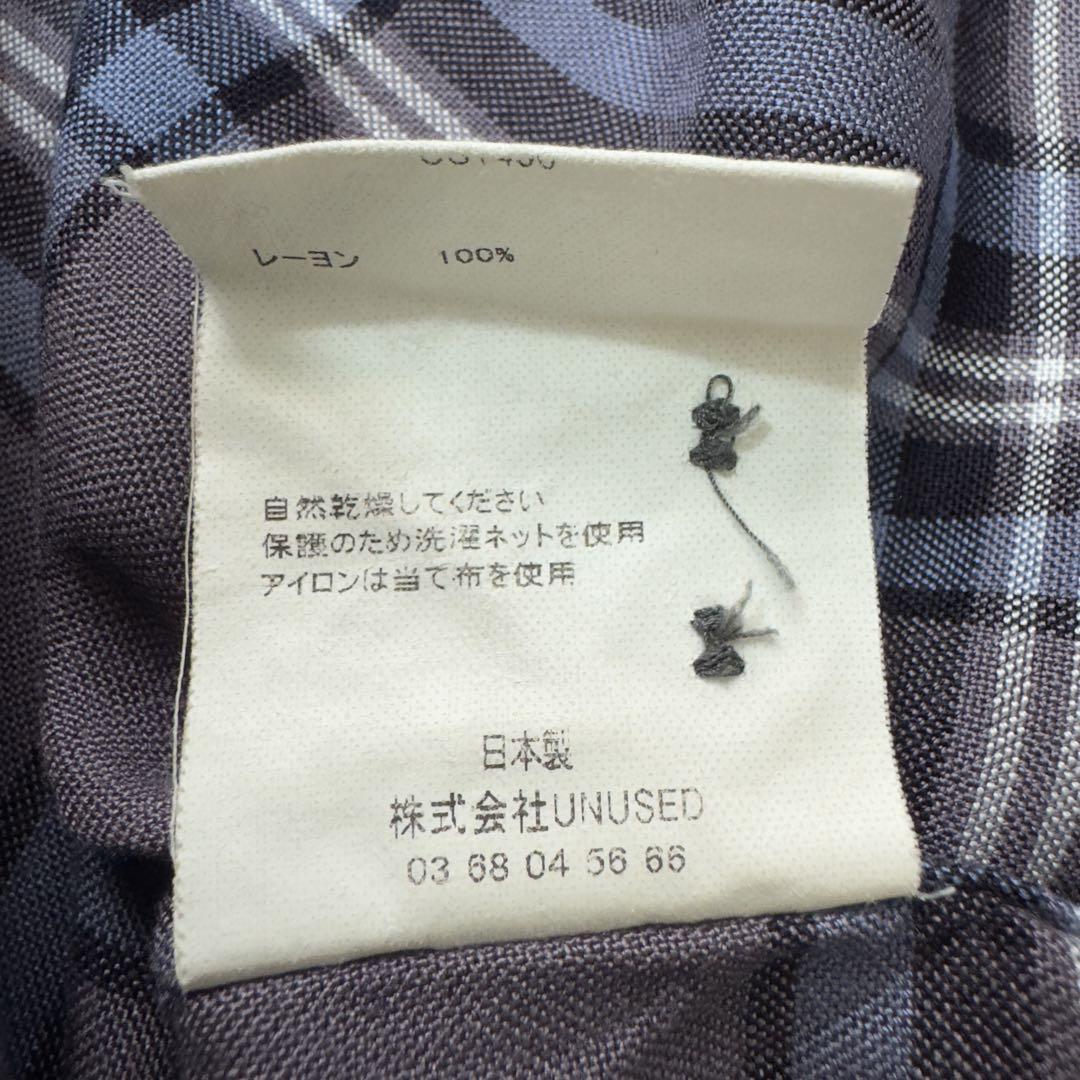 レーヨン 100%
自然乾燥してください
保護のため洗濯ネットを使用
アイロンは当て布を使用
日本製
株式会社UNUSED
03 68 04 56 66